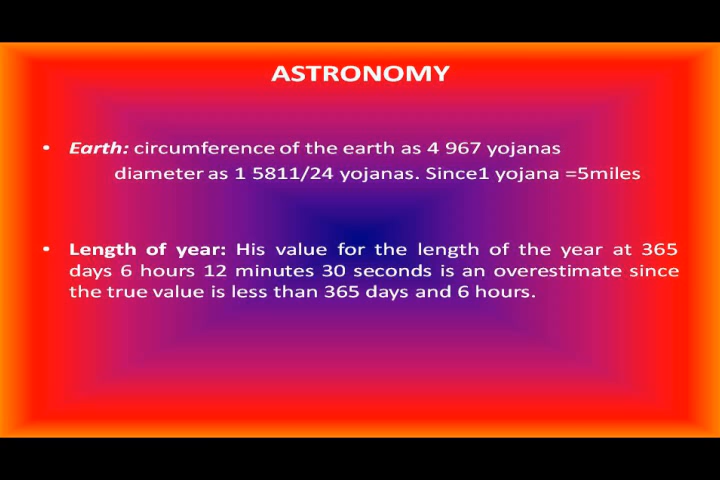 ASTRONOMY
• Earth: circumference of the earth as 4 967 yojanas
diameter as 1 5811/24 yojanas. Since1 yojana =5miles
• Length of year: His value for the length of the year at 365
days 6 hours 12 minutes 30 seconds is an overestimate since
the true value is less than 365 days and 6 hours.